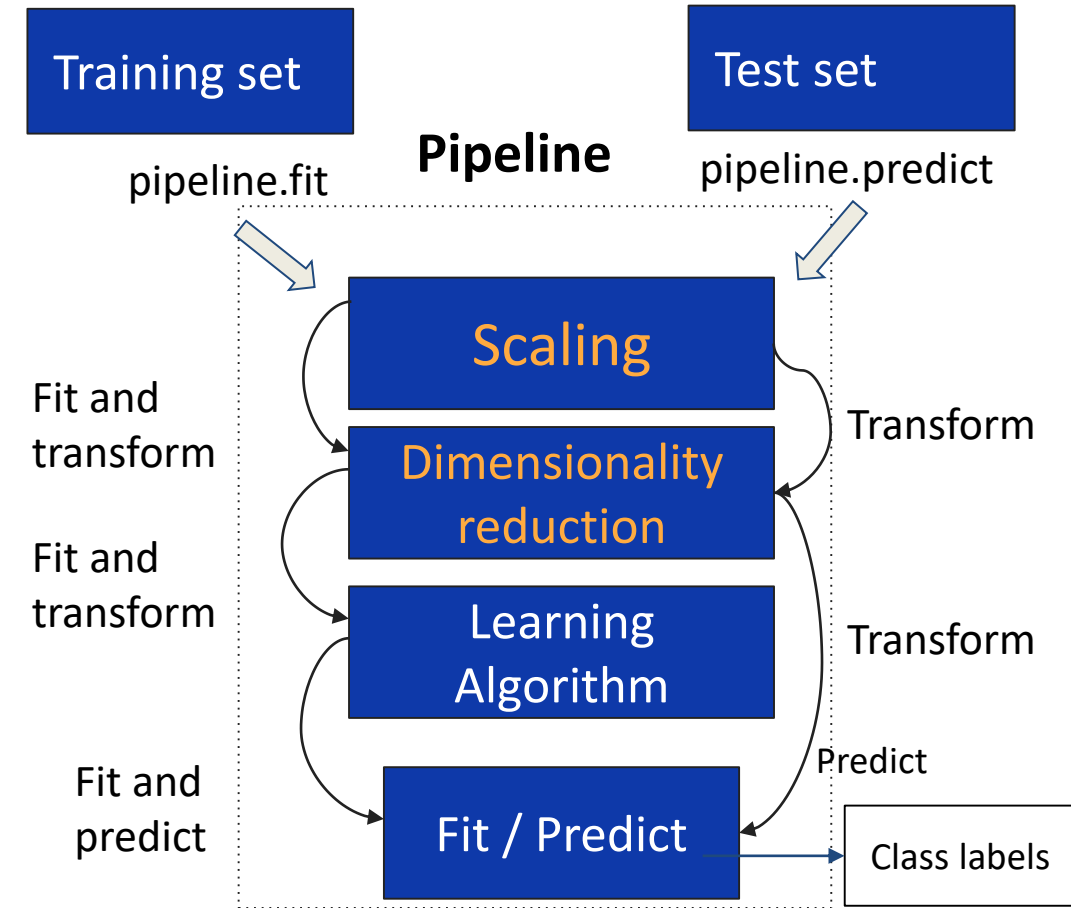 Training set
Test set
Pipeline
pipeline.fit
pipeline.predict
Scaling
Fit and
transform
Transform
Dimensionality
reduction
Fit and
transform
Learning
Algorithm
Transform
Predict
Fit and
predict
Fit / Predict
Class labels